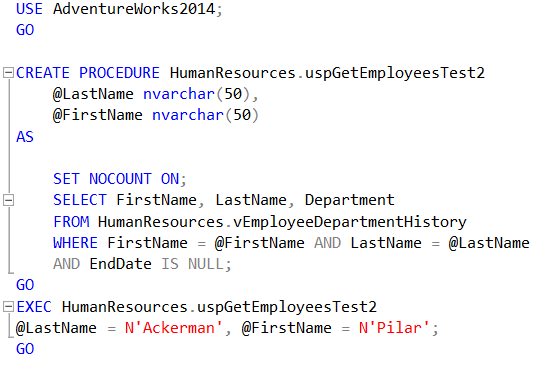 USE AdventureWorks2014;
GO
CREATE PROCEDURE HumanResources.uspGetEmployeesTest2
@LastName nvarchar(50),
@FirstName nvarchar(50)
AS
SET NOCOUNT ON;
SELECT FirstName, LastName, Department
FROM HumanResources.vEmployeeDepartmentHistory
WHERE FirstName = @FirstName AND LastName = @LastName
AND EndDate IS NULL;
GO
EXEC HumanResources.uspGetEmployeesTest2
@LastName = N'Ackerman', @FirstName = N'Pilar';
GO